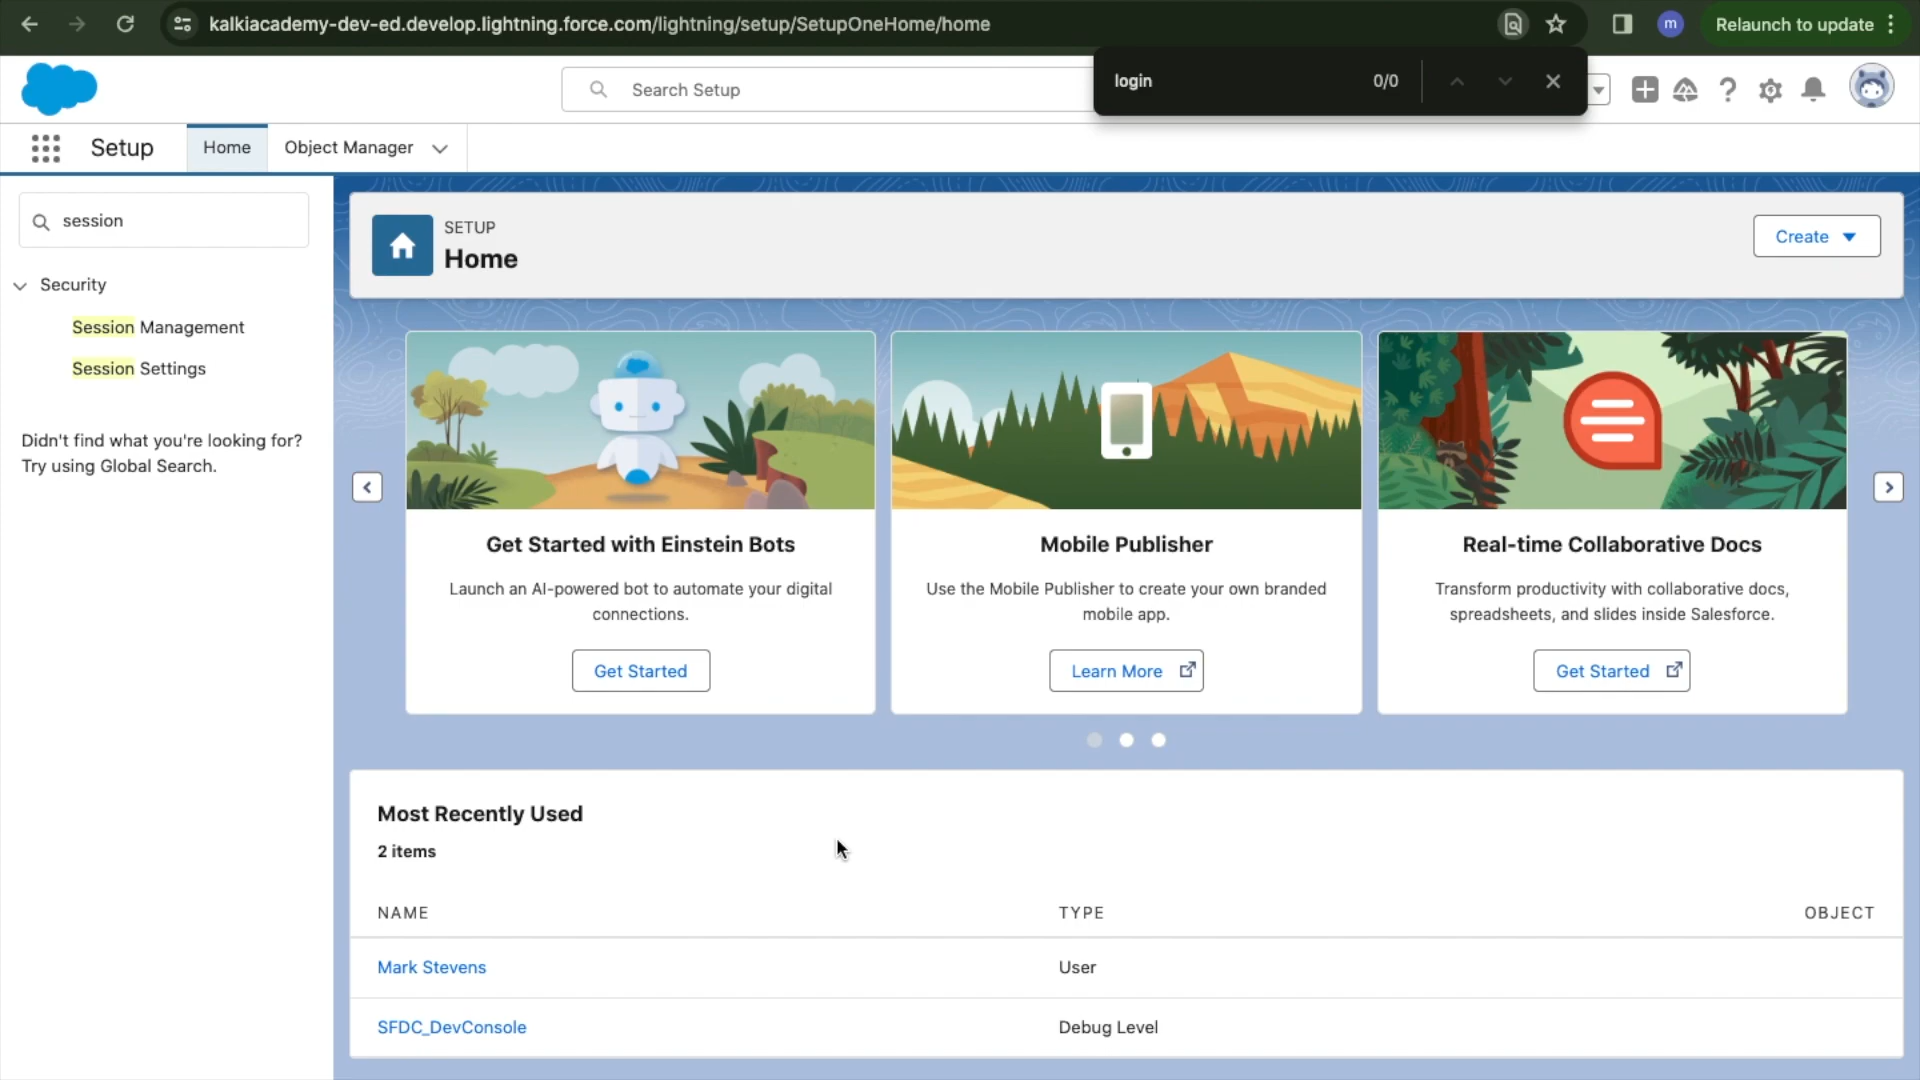 kalkiacademy-dev-ed.develop.lightning.force.com/lightning/setup/SetupOneHome/home
m
Relaunch to update
login
0/0
Search Setup
Setup
Home
Object Manager
session
Security
Session Management
Session Settings
Didn't find what you're looking for?
Try using Global Search.
SETUP
Home
Create
Get Started with Einstein Bots
Launch an AI-powered bot to automate your digital
connections.
Get Started
Mobile Publisher
Use the Mobile Publisher to create your own branded
mobile app.
Learn More
Real-time Collaborative Docs
Transform productivity with collaborative docs,
spreadsheets, and slides inside Salesforce.
Get Started
Most Recently Used
2 items
NAME TYPE OBJECT
Mark Stevens User
SFDC_DevConsole Debug Level